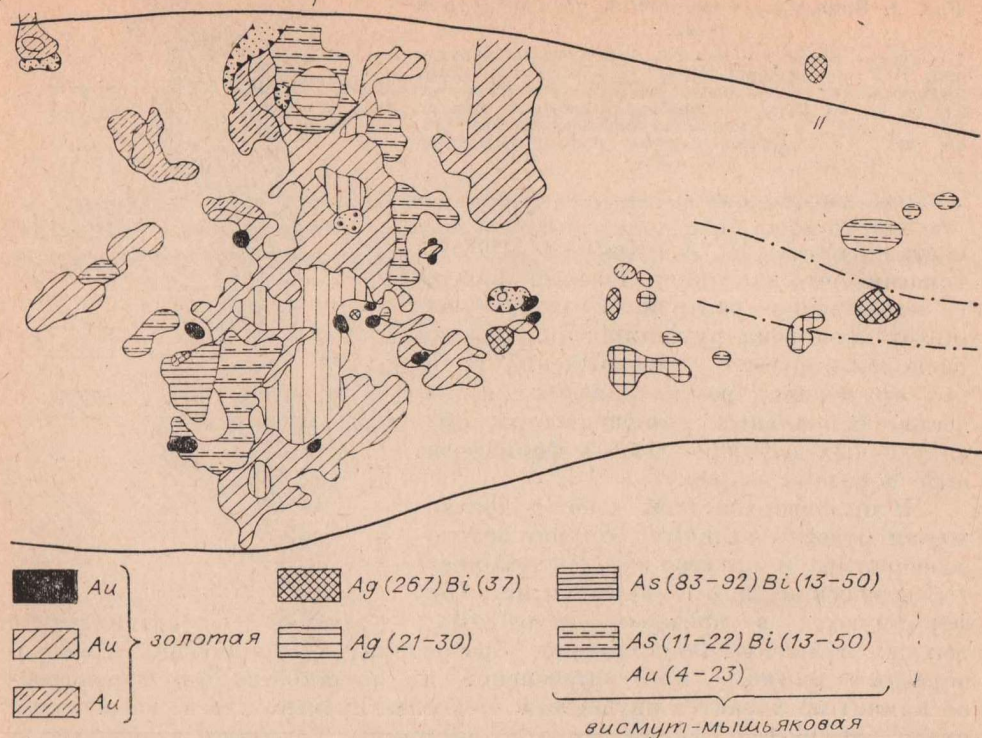 Au
Au
Au
золотая
Ag (267) Bi (37)
Ag (21-30)
As (83-92) Bi (13-50)
As (11-22) Bi (13-50)
Au (4-23)
висмут-мышьяковая